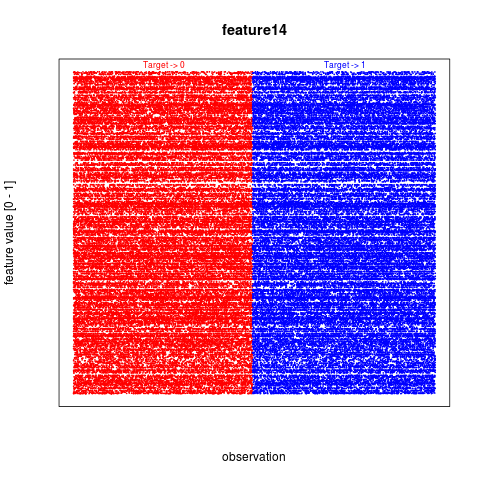 feature14
Target -> 0 Target -> 1
feature value [0 - 1]
observation